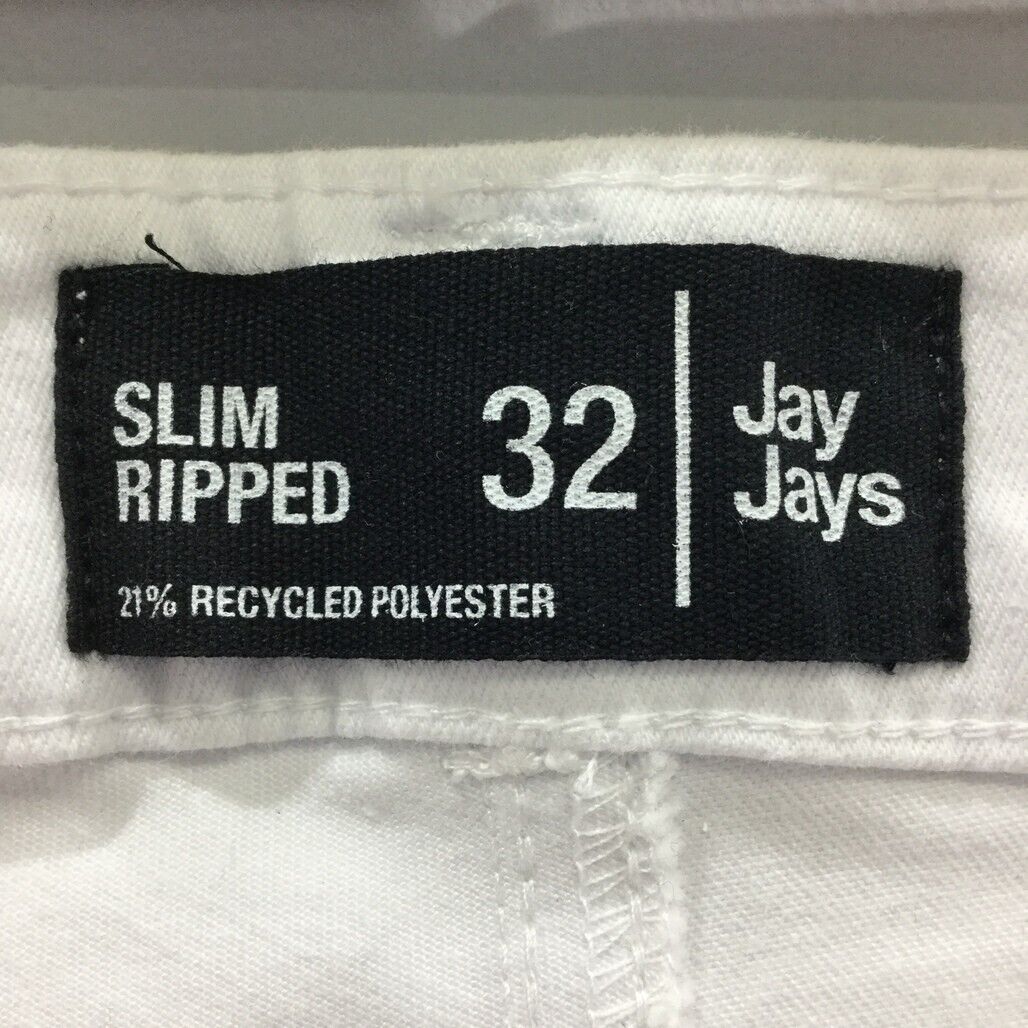 SLIM
RIPPED
32
Jay
Jays
21% RECYCLED POLYESTER